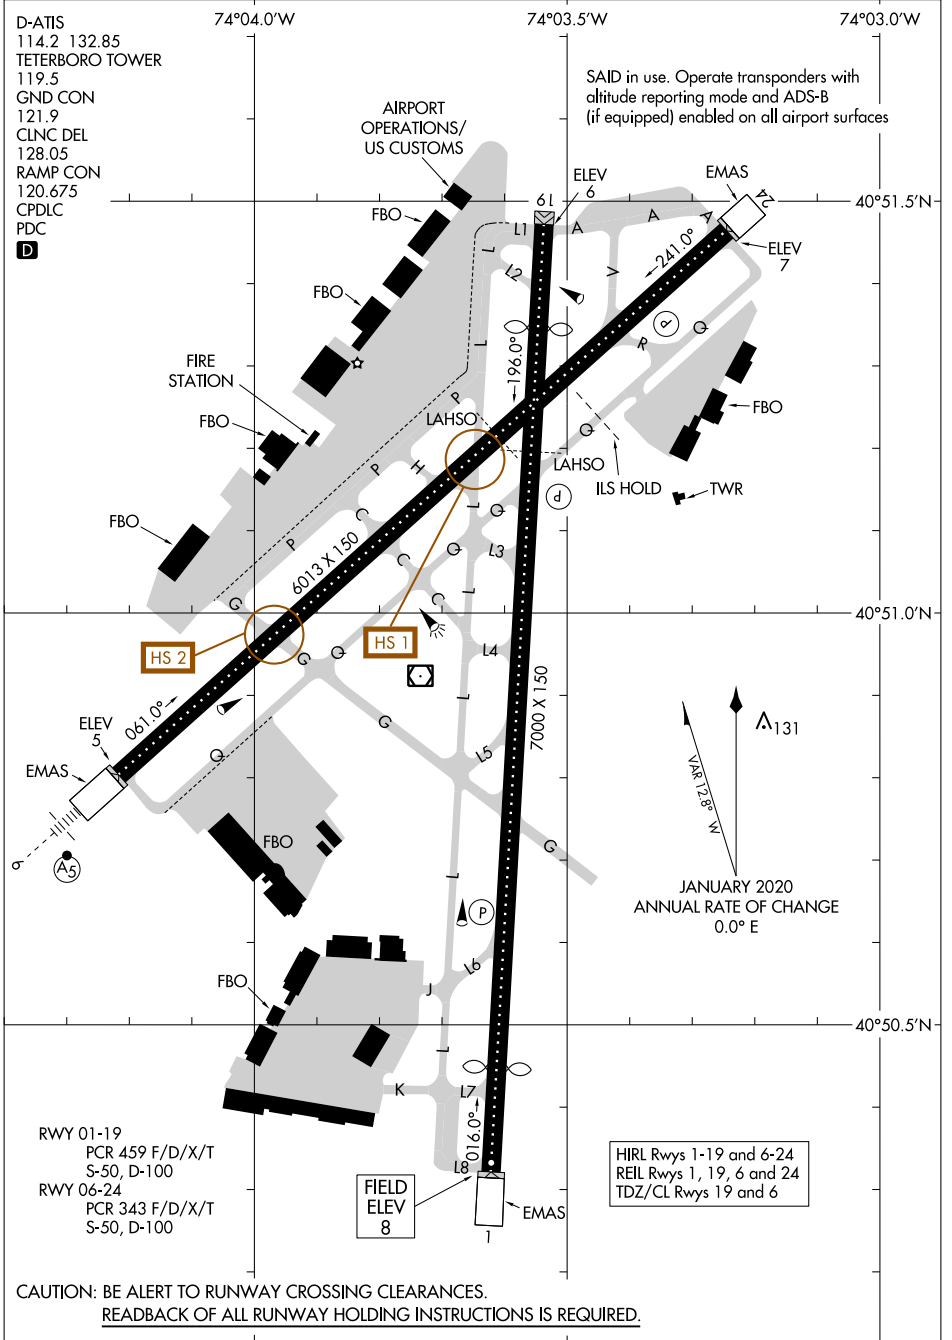 D-ATIS
114.2 132.85
TETERBORO TOWER
119.5
GND CON
121.9
CLNC DEL
128.05
RAMP CON
120.675
CPDLC
PDC
D
74°04.0'W
74°03.5'W
74°03.0'W
SAID in use. Operate transponders with
altitude reporting mode and ADS-B
(if equipped) enabled on all airport surfaces
AIRPORT
OPERATIONS/
US CUSTOMS
FBO
FBO
FIRE
STATION
FBO
FBO
ELEV
6
19
EMAS
24
40°51.5'N
ELEV
7
L1
A
A
A
L
L2
V
241.0°
L
196.0°
R
Q
P
P
FBO
LAHSO
Q
LAHSO
ILS HOLD
TWR
P
P
H
C
L
Q
P
P
6013 X 150
C
Q
L3
G
C
L
40°51.0'N
HS 2
HS 1
G
Q
L4
L
7000 X 150
G
L5
061.0°
ELEV
5
EMAS
Q
A5
6
FBO
G
L
P
131
VAR 12.8° W
JANUARY 2020
ANNUAL RATE OF CHANGE
0.0° E
FBO
J
L6
L
40°50.5'N
K
L7
016.0°
L8
RWY 01-19
PCR 459 F/D/X/T
S-50, D-100
RWY 06-24
PCR 343 F/D/X/T
S-50, D-100
FIELD
ELEV
8
EMAS
1
HIRL Rwys 1-19 and 6-24
REIL Rwys 1, 19, 6 and 24
TDZ/CL Rwys 19 and 6
CAUTION: BE ALERT TO RUNWAY CROSSING CLEARANCES.
READBACK OF ALL RUNWAY HOLDING INSTRUCTIONS IS REQUIRED.